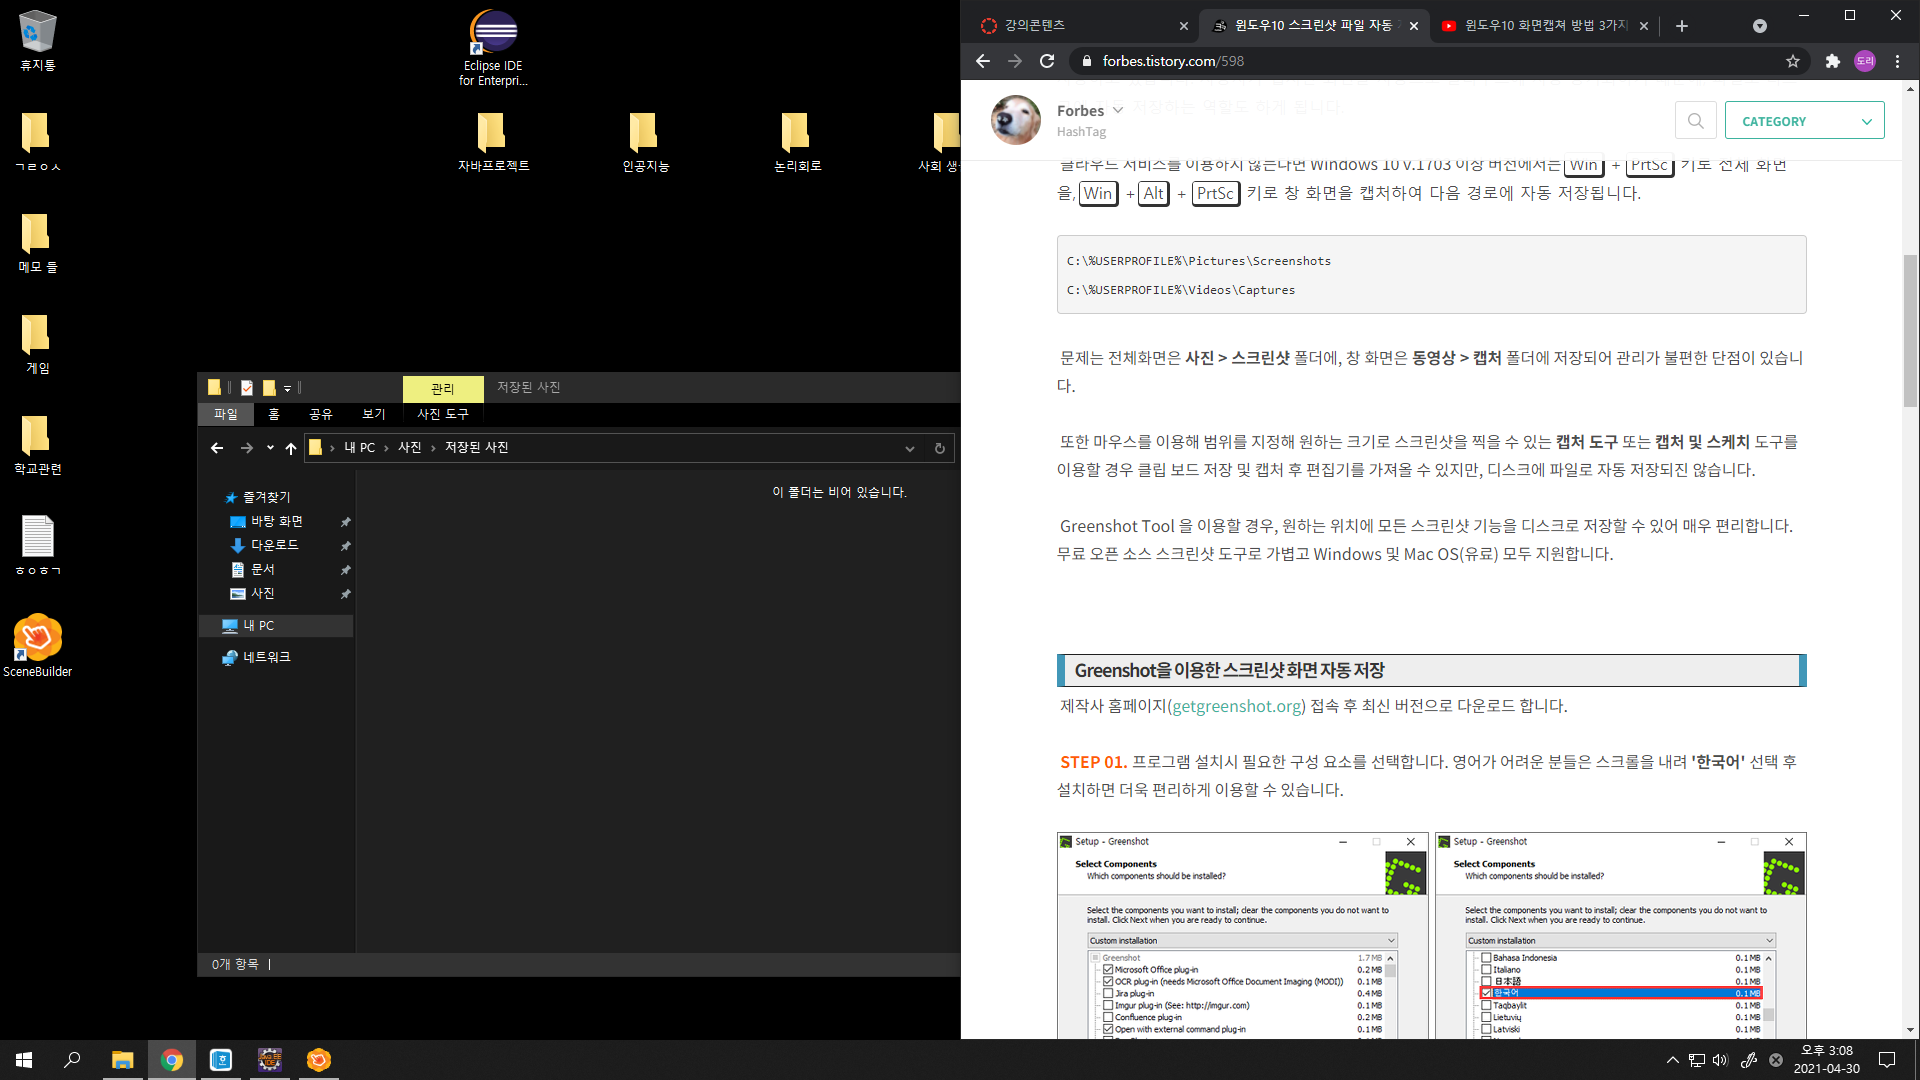 휴지통
Eclipse IDE
for Enterpri...
ㄱㄹㅇㅅ
자바프로젝트
인공지능
논리회로
사회 생
메모 들
게임
학교관련
ㅎㅇㅎㄱ
SceneBuilder
관리
저장된 사진
파일
홈
공유
보기
사진 도구
내 PC
사진
저장된 사진
즐겨찾기
바탕 화면
다운로드
문서
사진
내 PC
네트워크
이 폴더는 비어 있습니다.
0개 항목
강의콘텐츠
윈도우10 스크린샷 파일 자동
윈도우10 화면캡쳐 방법 3가지
forbes.tistory.com/598
도리
Forbes
HashTag
CATEGORY
저장하는 역할도 하게 됩니다.
클라우드 서비스를 이용하지 않는다면 Windows 10 v.1703 이상 버전에서는 Win + PrtSc 키로 전체 화면
을, Win + Alt + PrtSc 키로 창 화면을 캡처하여 다음 경로에 자동 저장됩니다.
C:\%USERPROFILE%\Pictures\Screenshots
C:\%USERPROFILE%\Videos\Captures
문제는 전체화면은 사진 > 스크린샷 폴더에, 창 화면은 동영상 > 캡처 폴더에 저장되어 관리가 불편한 단점이 있습니
다.
또한 마우스를 이용해 범위를 지정해 원하는 크기로 스크린샷을 찍을 수 있는 캡처 도구 또는 캡처 및 스케치 도구를
이용할 경우 클립 보드 저장 및 캡처 후 편집기를 가져올 수 있지만, 디스크에 파일로 자동 저장되진 않습니다.
Greenshot Tool 을 이용할 경우, 원하는 위치에 모든 스크린샷 기능을 디스크로 저장할 수 있어 매우 편리합니다.
무료 오픈 소스 스크린샷 도구로 가볍고 Windows 및 Mac OS(유료) 모두 지원합니다.
Greenshot을 이용한 스크린샷 화면 자동 저장
제작사 홈페이지(getgreenshot.org) 접속 후 최신 버전으로 다운로드 합니다.
STEP 01. 프로그램 설치시 필요한 구성 요소를 선택합니다. 영어가 어려운 분들은 스크롤을 내려 '한국어' 선택 후
설치하면 더욱 편리하게 이용할 수 있습니다.
Setup - Greenshot
Select Components
Which components should be installed?
Select the components you want to install; clear the components you do not want to
install. Click Next when you are ready to continue.
Custom installation
Greenshot 1.7 MB
Microsoft Office plug-in 0.2 MB
OCR plug-in (needs Microsoft Office Document Imaging (MODI)) 0.1 MB
Jira plug-in 0.4 MB
Imgur plug-in (See: http://imgur.com) 0.1 MB
Confluence plug-in 0.2 MB
Open with external command plug-in 0.1 MB
Setup - Greenshot
Select Components
Which components should be installed?
Select the components you want to install; clear the components you do not want to
install. Click Next when you are ready to continue.
Custom installation
Bahasa Indonesia 0.1 MB
Italiano 0.1 MB
日本語 0.1 MB
한국어 0.1 MB
Taqbaylit 0.1 MB
Lietuvių 0.1 MB
Latviski 0.1 MB
오후 3:08
2021-04-30